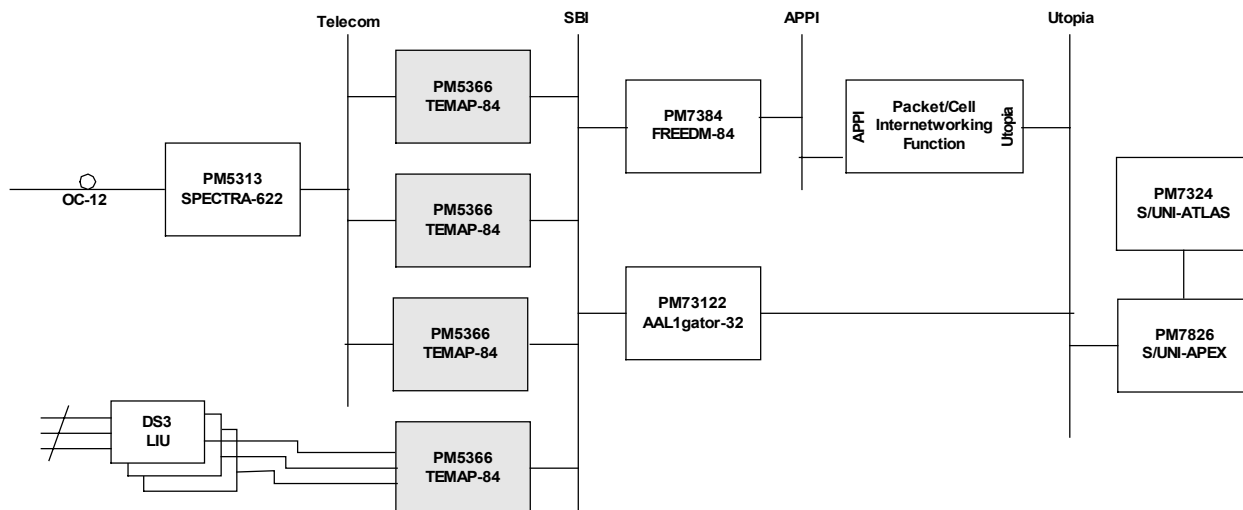 Telecom
SBI
APPI
Utopia
PM5366
TEMAP-84
PM7384
FREEDM-84
APPI
Packet/Cell
Internetworking
Function
Utopia
OC-12
PM5313
SPECTRA-622
PM5366
TEMAP-84
PM7324
S/UNI-ATLAS
PM73122
AAL1gator-32
PM5366
TEMAP-84
PM7826
S/UNI-APEX
DS3
LIU
PM5366
TEMAP-84